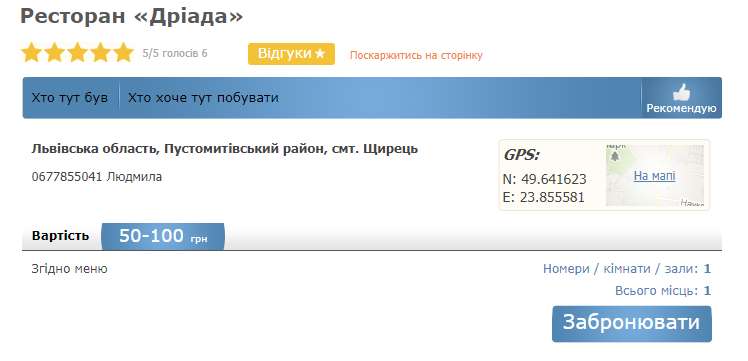 Ресторан «Дріада»
5/5 голосів 6
Відгуки
Поскаржитись на сторінку
Хто тут був
Хто хоче тут побувати
Рекомендую
Львівська область, Пустомитівський район, смт. Щирець
0677855041 Людмила
GPS:
N: 49.641623
E: 23.855581
На мапі
Вартість
50-100 грн
Згідно меню
Номери / кімнати / зали: 1
Всього місць: 1
Забронювати